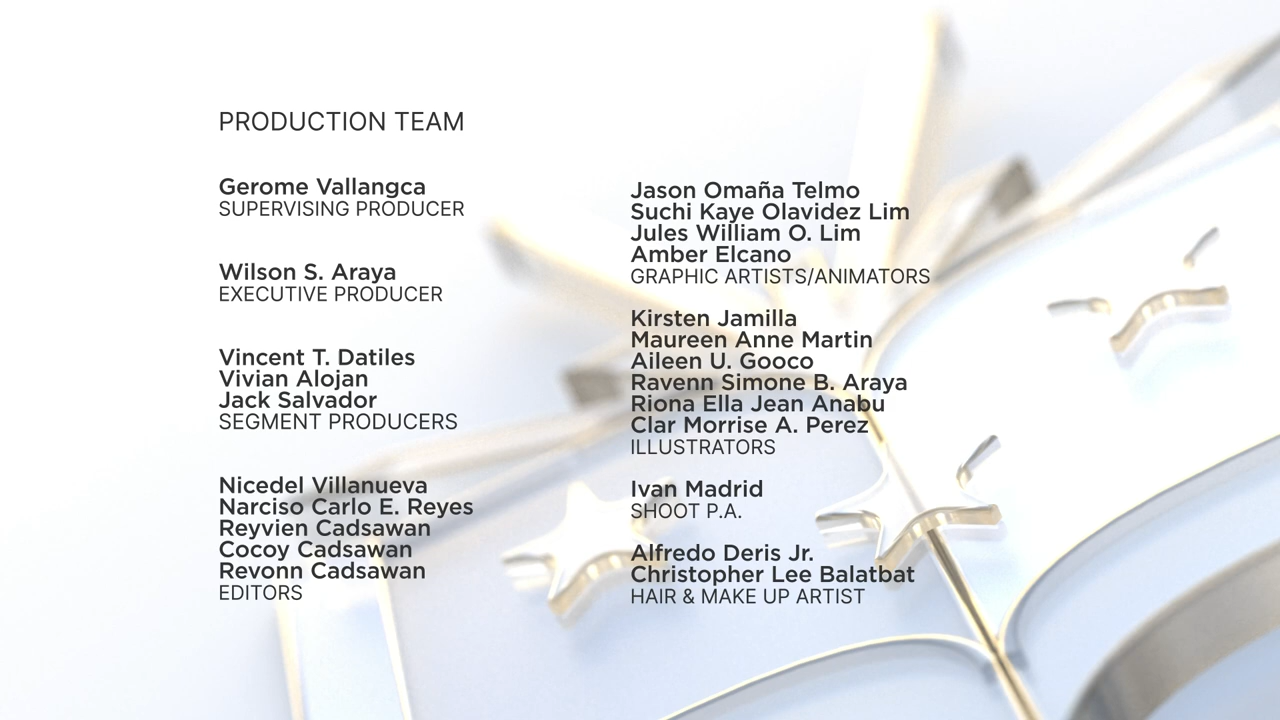 PRODUCTION TEAM
Gerome Vallangca
SUPERVISING PRODUCER
Wilson S. Araya
EXECUTIVE PRODUCER
Vincent T. Datiles
Vivian Alojan
Jack Salvador
SEGMENT PRODUCERS
Nicedel Villanueva
Narciso Carlo E. Reyes
Reyvien Cadsawan
Cocoy Cadsawan
Revonn Cadsawan
EDITORS
Jason Omaña Telmo
Suchi Kaye Olavidez Lim
Jules William O. Lim
Amber Elcano
GRAPHIC ARTISTS/ANIMATORS
Kirsten Jamilla
Maureen Anne Martin
Aileen U. Gooco
Ravenn Simone B. Araya
Riona Ella Jean Anabu
Clar Morrise A. Perez
ILLUSTRATORS
Ivan Madrid
SHOOT P.A.
Alfredo Deris Jr.
Christopher Lee Balatbat
HAIR & MAKE UP ARTIST